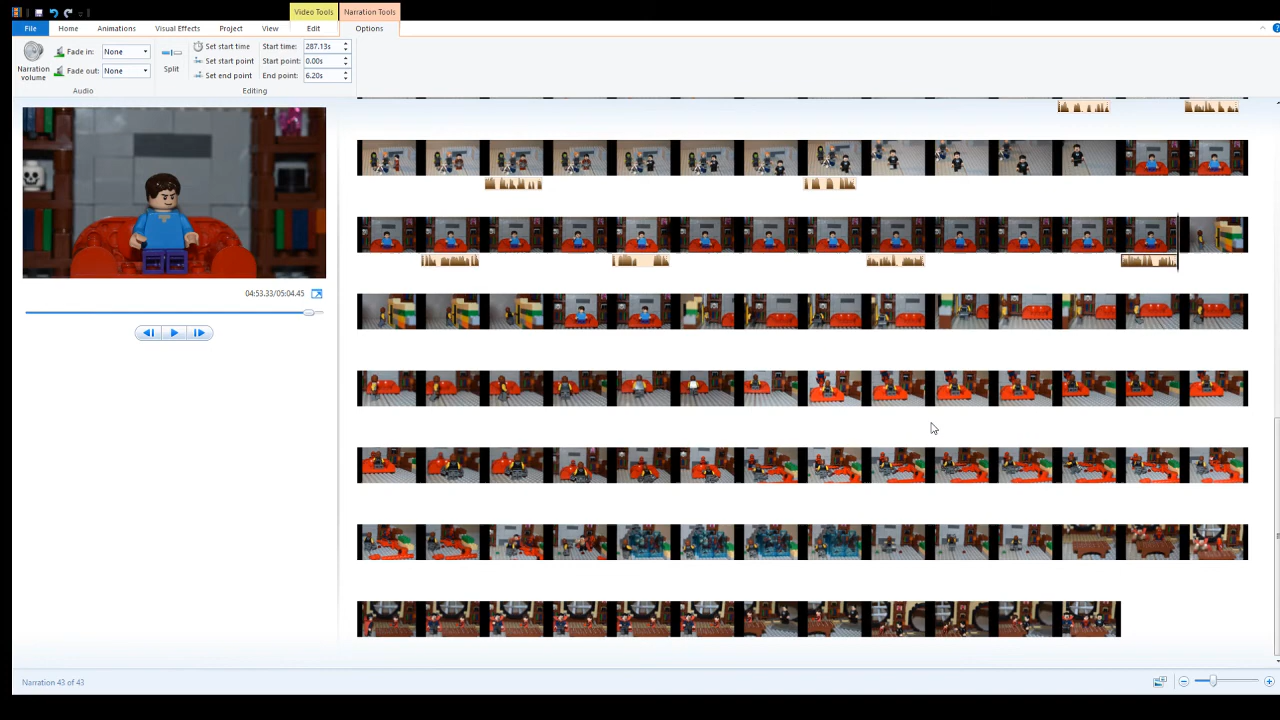 Video Tools Narration Tools
File Home Animations Visual Effects Project View Edit Options
Narration volume
Fade in: None
Fade out: None
Audio
Split
Set start time Start time: 287.13s
Set start point Start point: 0.00s
Set end point End point: 6.20s
Editing
04:53.33/05:04.45
Narration 43 of 43